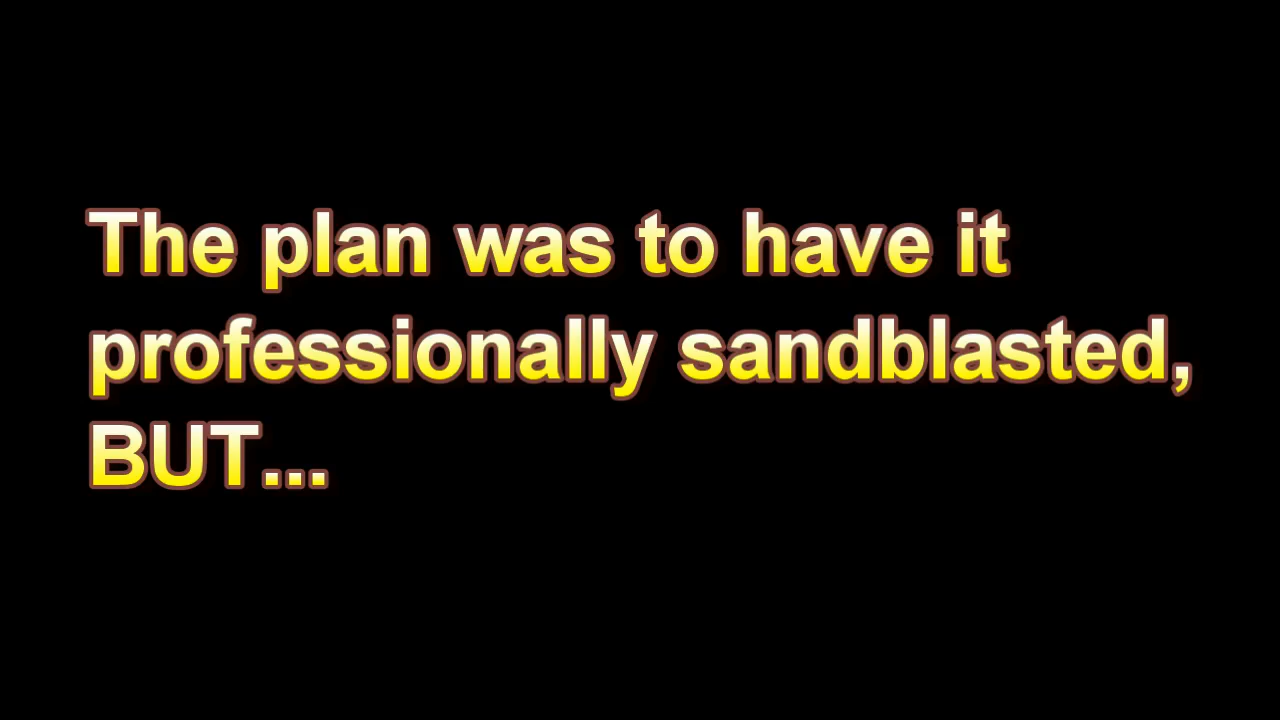 The plan was to have it
professionally sandblasted,
BUT...